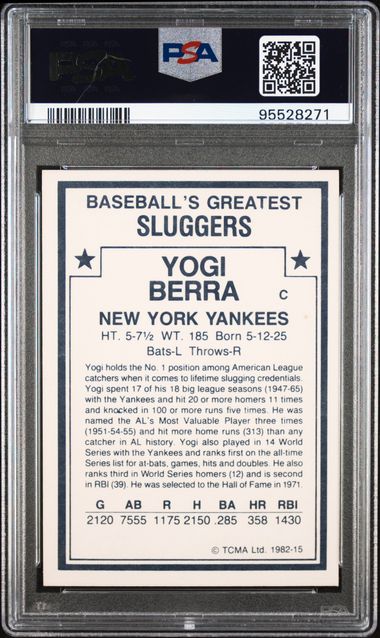 PSA
PSA
95528271
BASEBALL'S GREATEST
SLUGGERS
YOGI
BERRA
C
NEW YORK YANKEES
HT. 5-7½ WT. 185 Born 5-12-25
Bats-L Throws-R
Yogi holds the No. 1 position among American League
catchers when it comes to lifetime slugging credentials.
Yogi spent 17 of his 18 big league seasons (1947-65)
with the Yankees and hit 20 or more homers 11 times
and knocked in 100 or more runs five times. He was
named the AL's Most Valuable Player three times
(1951-54-55) and hit more home runs (313) than any
catcher in AL history. Yogi also played in 14 World
Series with the Yankees and ranks first on the all-time
Series list for at-bats, games, hits and doubles. He also
ranks third in World Series homers (12) and is second
in RBI (39). He was selected to the Hall of Fame in 1971.
G AB R H BA HR RBI
2120 7555 1175 2150 .285 358 1430
© TCMA Ltd. 1982-15